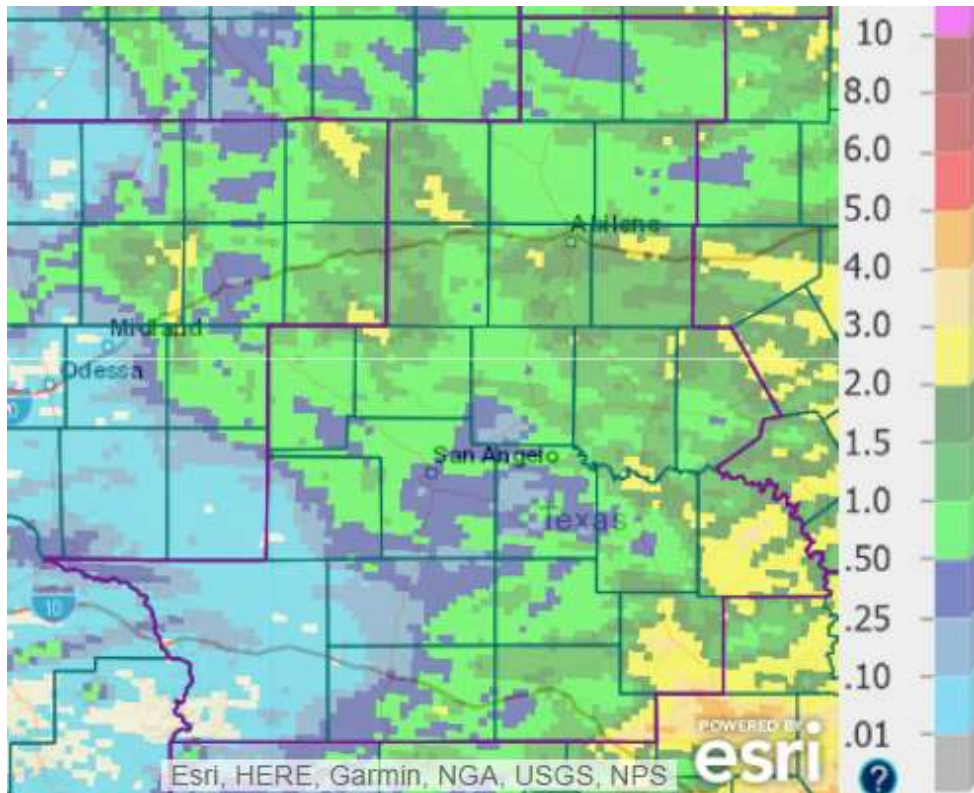 10
8.0
6.0
5.0
4.0
3.0
2.0
1.5
1.0
.50
.25
.10
.01
Abilene
Midland
Odessa
San Angelo
Texas
10
POWERED BY
esri
Esri, HERE, Garmin, NGA, USGS, NPS
?